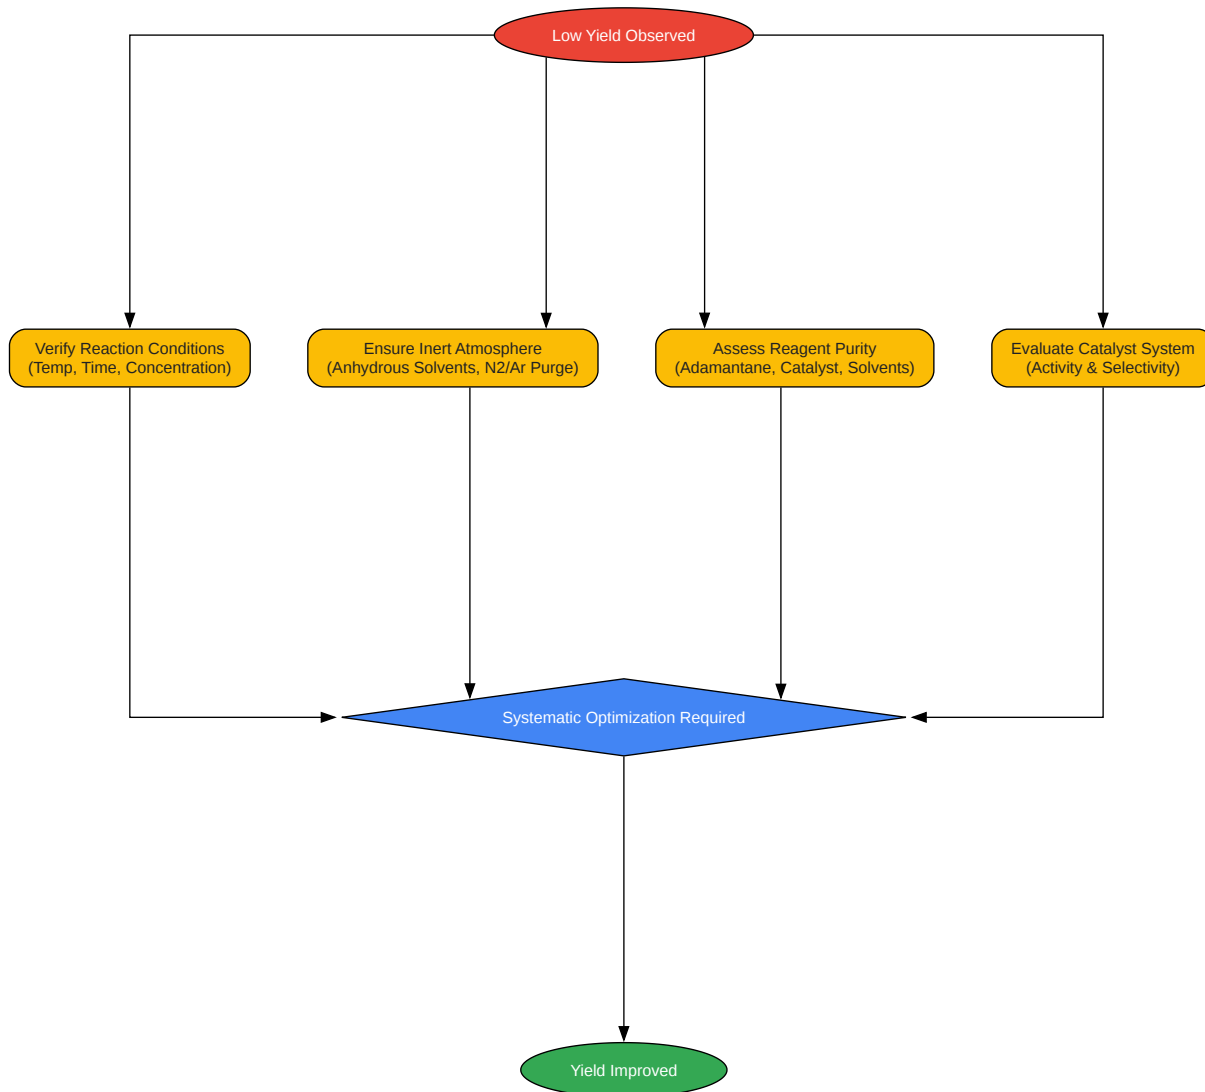 Low Yield Observed
Verify Reaction Conditions
(Temp, Time, Concentration)
Ensure Inert Atmosphere
(Anhydrous Solvents, N2/Ar Purge)
Assess Reagent Purity
(Adamantane, Catalyst, Solvents)
Evaluate Catalyst System
(Activity & Selectivity)
Systematic Optimization Required
Yield Improved